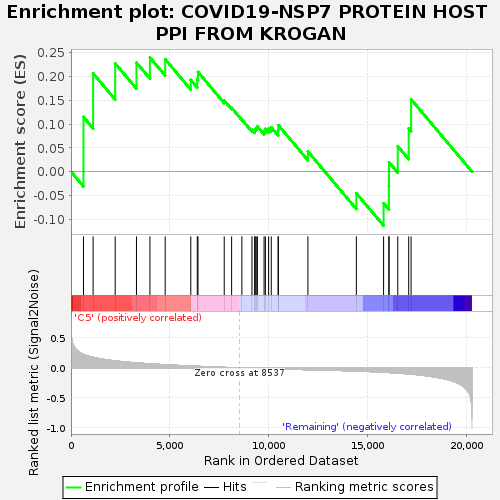 Enrichment plot: COVID19-NSP7 PROTEIN HOST
PPI FROM KROGAN
Enrichment score (ES)
0.25
0.20
0.15
0.10
0.05
0.00
-0.05
-0.10
Ranked list metric (Signal2Noise)
'C5' (positively correlated)
0.5
0.0
-0.5
-1.0
Zero cross at 8537
'Remaining' (negatively correlated)
0
5,000
10,000
15,000
20,000
Rank in Ordered Dataset
Enrichment profile
Hits
Ranking metric scores